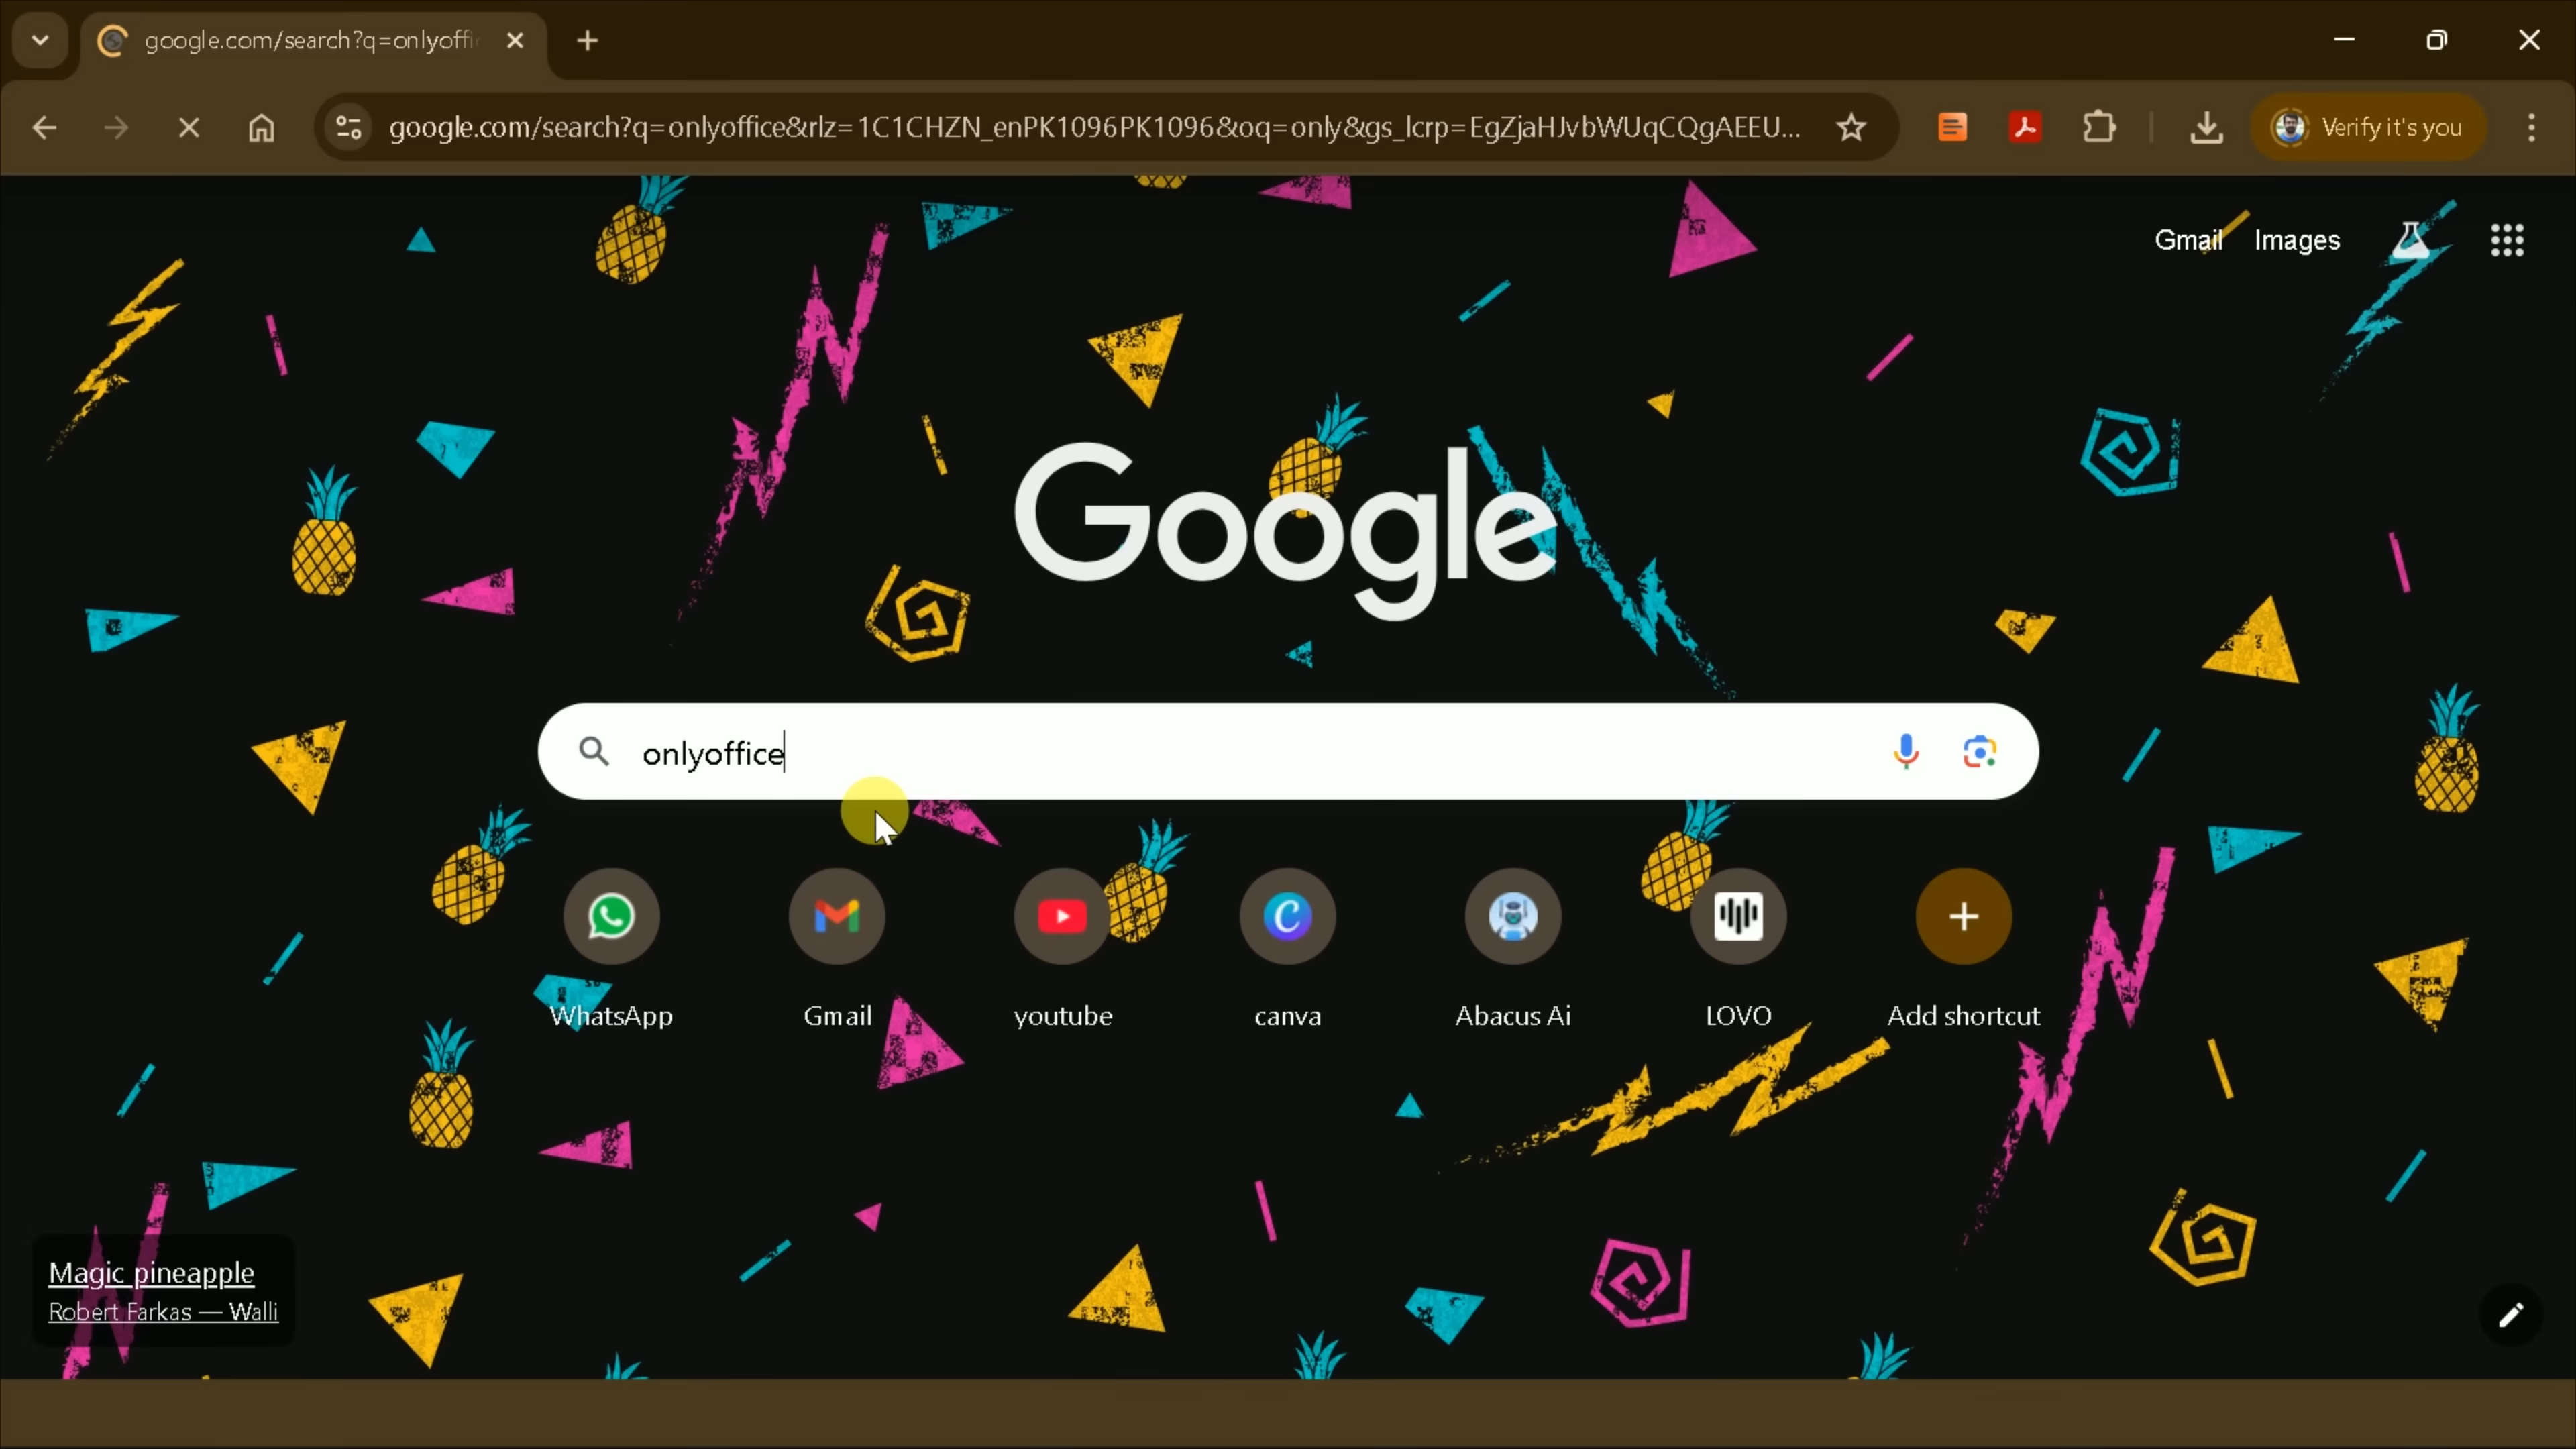 google.com/search?q=onlyoffi
google.com/search?q=onlyoffice&rlz=1C1CHZN_enPK1096PK1096&oq=only&gs_lcrp=EgZjaHJvbWUqCQgAEEU...
Verify it's you
Gmail
Images
Google
onlyoffice
WhatsApp
Gmail
youtube
canva
Abacus Ai
LOVO
Add shortcut
Magic pineapple
Robert Farkas — Walli